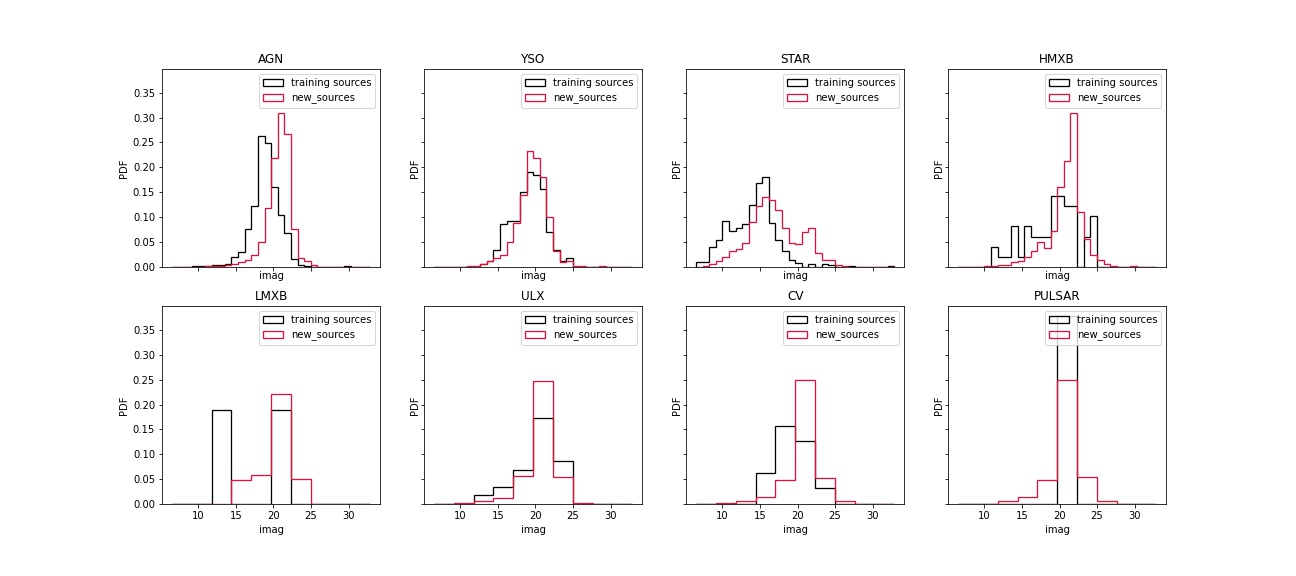 AGN YSO STAR HMXB
training sources training sources training sources training sources
new_sources new_sources new_sources new_sources
0.35
0.30
0.25
0.20
0.15
0.10
0.05
0.00
PDF PDF PDF PDF
imag imag imag imag
LMXB ULX CV PULSAR
training sources training sources training sources training sources
new_sources new_sources new_sources new_sources
0.35
0.30
0.25
0.20
0.15
0.10
0.05
0.00
PDF PDF PDF PDF
10 15 20 25 30 10 15 20 25 30 10 15 20 25 30 10 15 20 25 30
imag imag imag imag